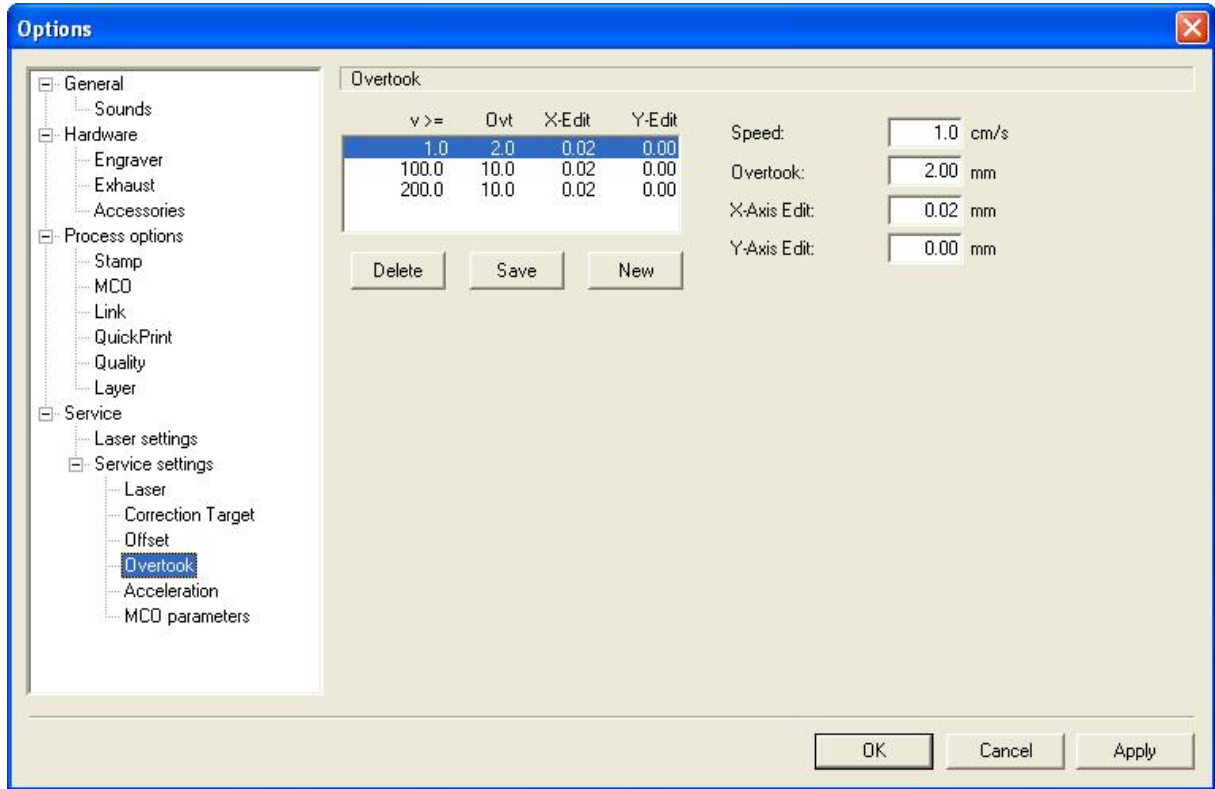 Options
General
Sounds
Hardware
Engraver
Exhaust
Accessories
Process options
Stamp
MCO
Link
QuickPrint
Quality
Layer
Service
Laser settings
Service settings
Laser
Correction Target
Offset
Overtook
Acceleration
MCO parameters
Overtook
v >= Ovt X-Edit Y-Edit
1.0 2.0 0.02 0.00
100.0 10.0 0.02 0.00
200.0 10.0 0.02 0.00
Delete Save New
Speed: 1.0 cm/s
Overtook: 2.00 mm
X-Axis Edit: 0.02 mm
Y-Axis Edit: 0.00 mm
OK Cancel Apply